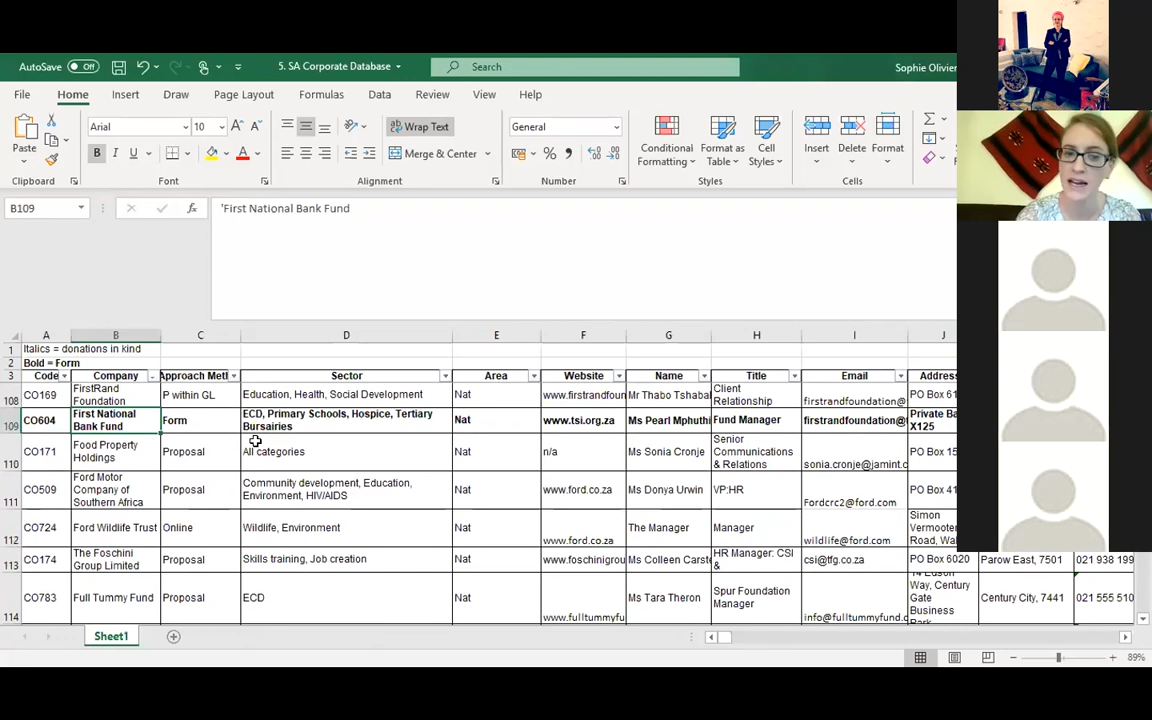 AutoSave Off 5. SA Corporate Database Search Sophie Olivier
File Home Insert Draw Page Layout Formulas Data Review View Help
Paste Arial 10 Wrap Text General Conditional Formatting Format as Table Cell Styles Insert Delete Format
B I U A Merge & Center % ,
Clipboard Font Alignment Number Styles Cells
B109 fx 'First National Bank Fund
A B C D E F G H I J
1 Italics = donations in kind
2 Bold = Form
3 Code Company Approach Meth Sector Area Website Name Title Email Address
108 CO169 FirstRand Foundation P within GL Education, Health, Social Development Nat www.firstrandfoun Mr Thabo Tshabal Client Relationship firstrandfoundation@ PO Box 61
109 CO604 First National Bank Fund Form ECD, Primary Schools, Hospice, Tertiary Bursairies Nat www.tsi.org.za Ms Pearl Mphuthi Fund Manager firstrandfoundation@ Private Ba X125
110 CO171 Food Property Holdings Proposal All categories Nat n/a Ms Sonia Cronje Senior Communications & Relations sonia.cronje@jamint.c PO Box 15
111 CO509 Ford Motor Company of Southern Africa Proposal Community development, Education, Environment, HIV/AIDS Nat www.ford.co.za Ms Donya Urwin VP:HR Fordcrc2@ford.com PO Box 41
112 CO724 Ford Wildlife Trust Online Wildlife, Environment Nat www.ford.co.za The Manager Manager wildlife@ford.com Simon Vermooter Road, Wal
113 CO174 The Foschini Group Limited Proposal Skills training, Job creation Nat www.foschinigrou Ms Colleen Carste HR Manager: CSI & csi@tfg.co.za PO Box 6020 Parow East, 7501 021 938 199
114 CO783 Full Tummy Fund Proposal ECD Nat www.fulltummyfu Ms Tara Theron Spur Foundation Manager info@fulltummyfund.c Way, Century Gate Business Century City, 7441 021 555 510
Sheet1
89%